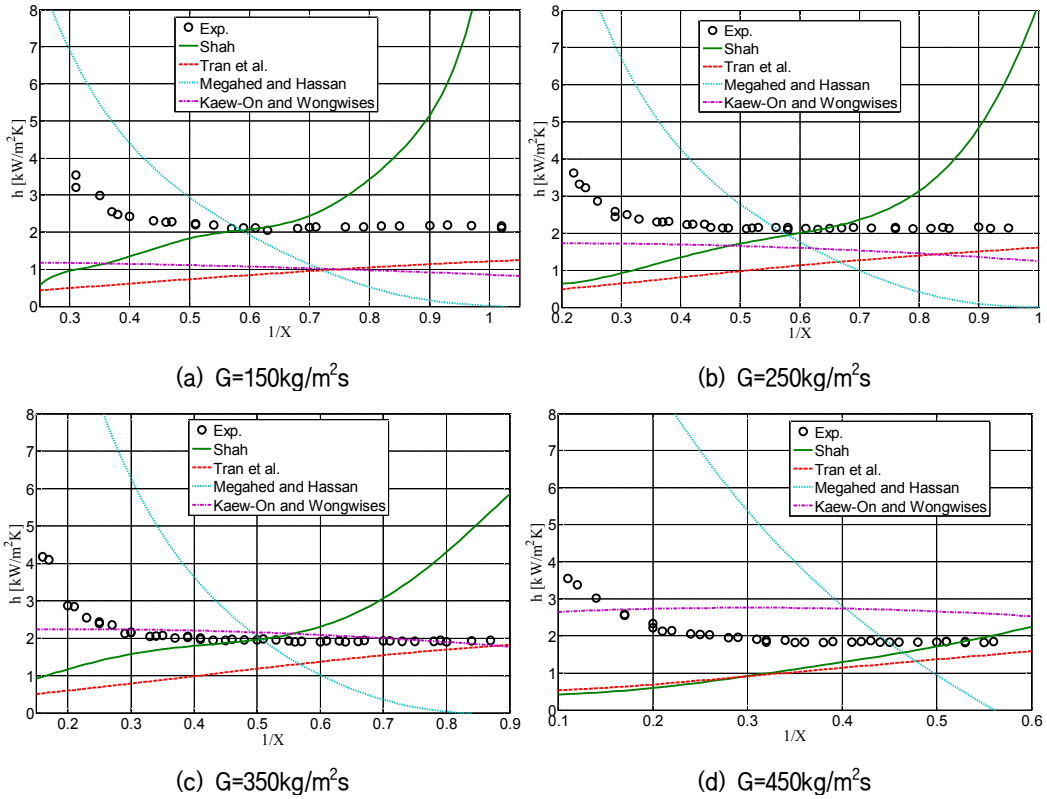 8
7
6
5
4
3
2
1
0
h [kW/m²K]
Exp.
Shah
Tran et al.
Megahed and Hassan
Kaew-On and Wongwises
0.3 0.4 0.5 0.6 0.7 0.8 0.9 1
1/X
(a) G=150kg/m²s
8
7
6
5
4
3
2
1
0
h [kW/m²K]
Exp.
Shah
Tran et al.
Megahed and Hassan
Kaew-On and Wongwises
0.2 0.3 0.4 0.5 0.6 0.7 0.8 0.9 1
1/X
(b) G=250kg/m²s
8
7
6
5
4
3
2
1
0
h [kW/m²K]
Exp.
Shah
Tran et al.
Megahed and Hassan
Kaew-On and Wongwises
0.2 0.3 0.4 0.5 0.6 0.7 0.8 0.9
1/X
(c) G=350kg/m²s
8
7
6
5
4
3
2
1
0
h [kW/m²K]
Exp.
Shah
Tran et al.
Megahed and Hassan
Kaew-On and Wongwises
0.1 0.2 0.3 0.4 0.5 0.6
1/X
(d) G=450kg/m²s